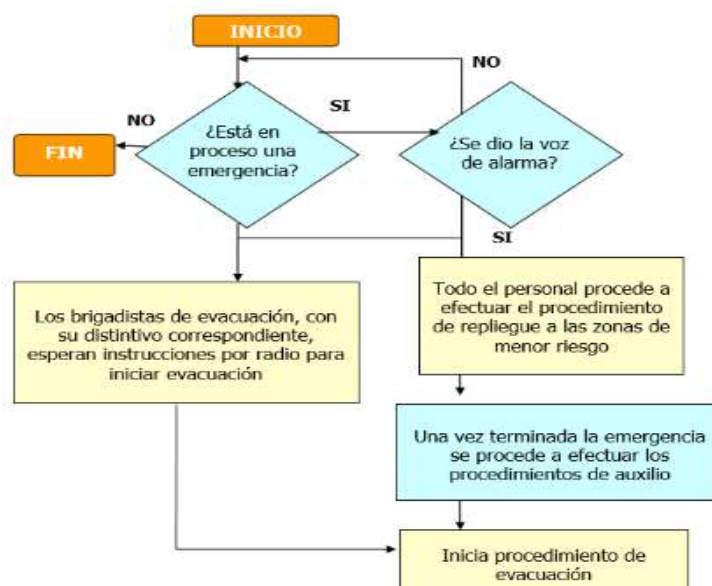 INICIO
NO
SI
NO
¿Está en
proceso una
emergencia?
¿Se dio la voz
de alarma?
FIN
SI
Los brigadistas de evacuación, con
su distintivo correspondiente,
esperan instrucciones por radio para
iniciar evacuación
Todo el personal procede a
efectuar el procedimiento
de repliegue a las zonas de
menor riesgo
Una vez terminada la emergencia
se procede a efectuar los
procedimientos de auxilio
Inicia procedimiento de
evacuación